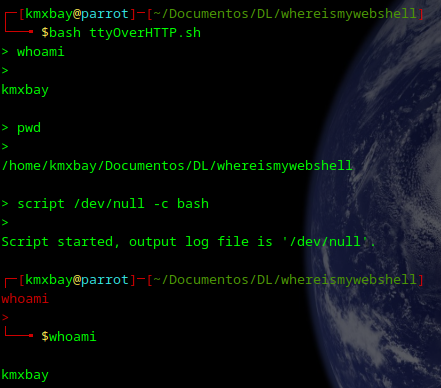 ┌─[kmxbay@parrot]─[~/Documentos/DL/whereismywebshell]
└──╼ $bash ttyOverHTTP.sh
> whoami
>
kmxbay
> pwd
>
/home/kmxbay/Documentos/DL/whereismywebshell
> script /dev/null -c bash
>
Script started, output log file is '/dev/null'.
┌─[kmxbay@parrot]─[~/Documentos/DL/whereismywebshell]
whoami
>
└──╼ $whoami
kmxbay